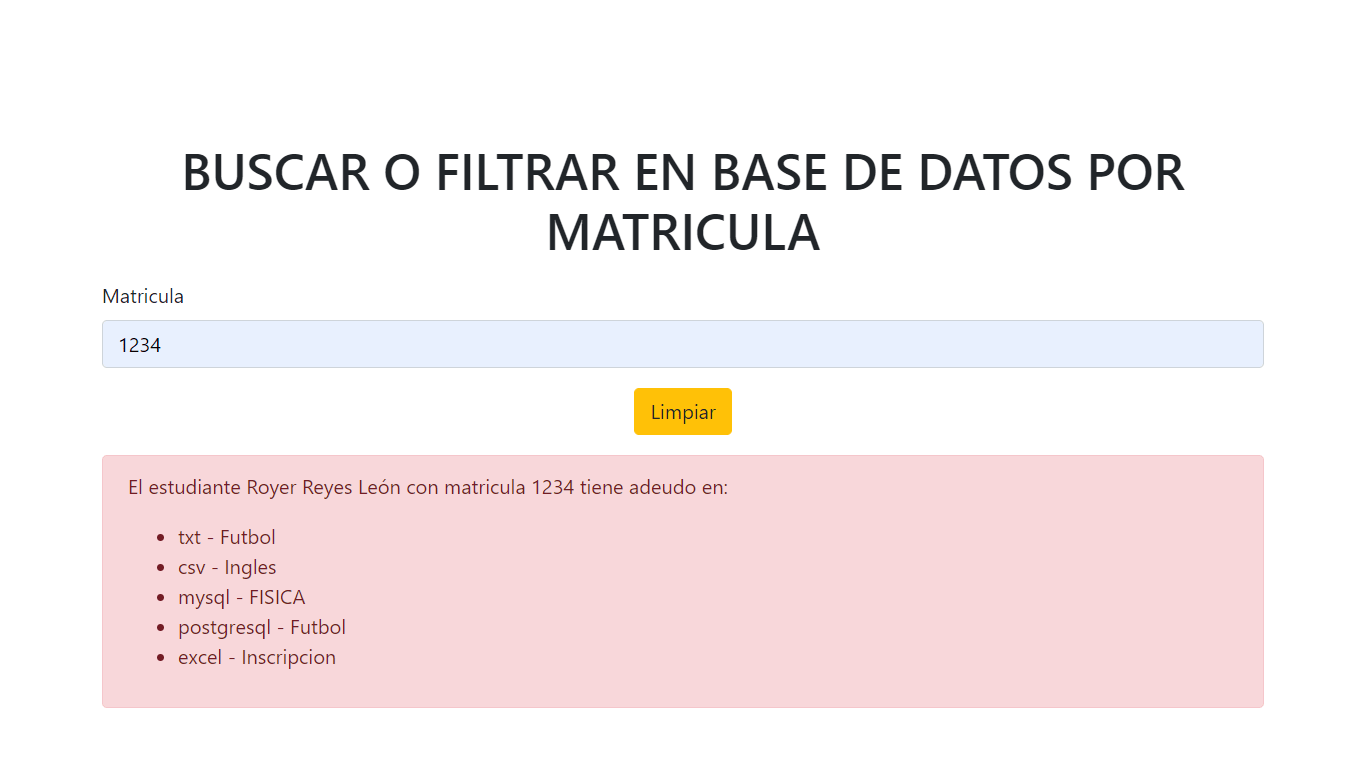 BUSCAR O FILTRAR EN BASE DE DATOS POR
MATRICULA
Matricula
1234
Limpiar
El estudiante Royer Reyes León con matricula 1234 tiene adeudo en:
txt - Futbol
csv - Ingles
mysql - FISICA
postgresql - Futbol
excel - Inscripcion